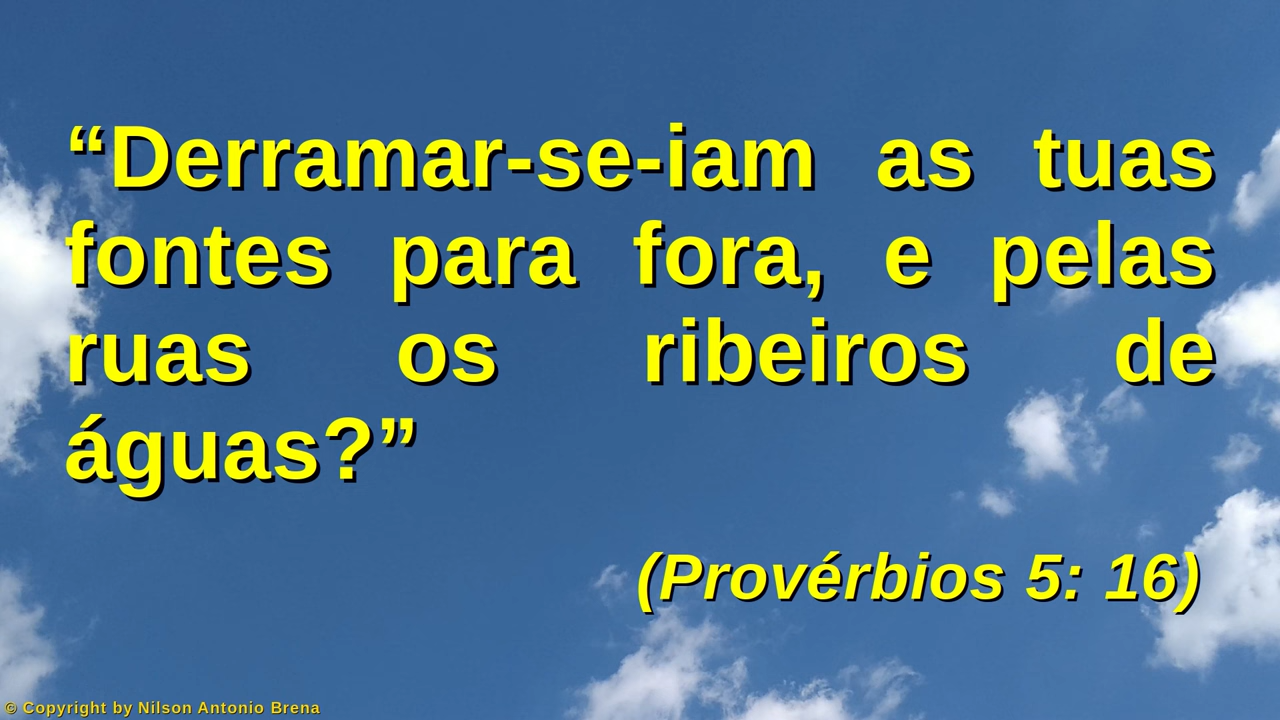 “Derramar-se-iam as tuas
fontes para fora, e pelas
ruas os ribeiros de
águas?”
(Provérbios 5: 16)
© Copyright by Nilson Antonio Brena